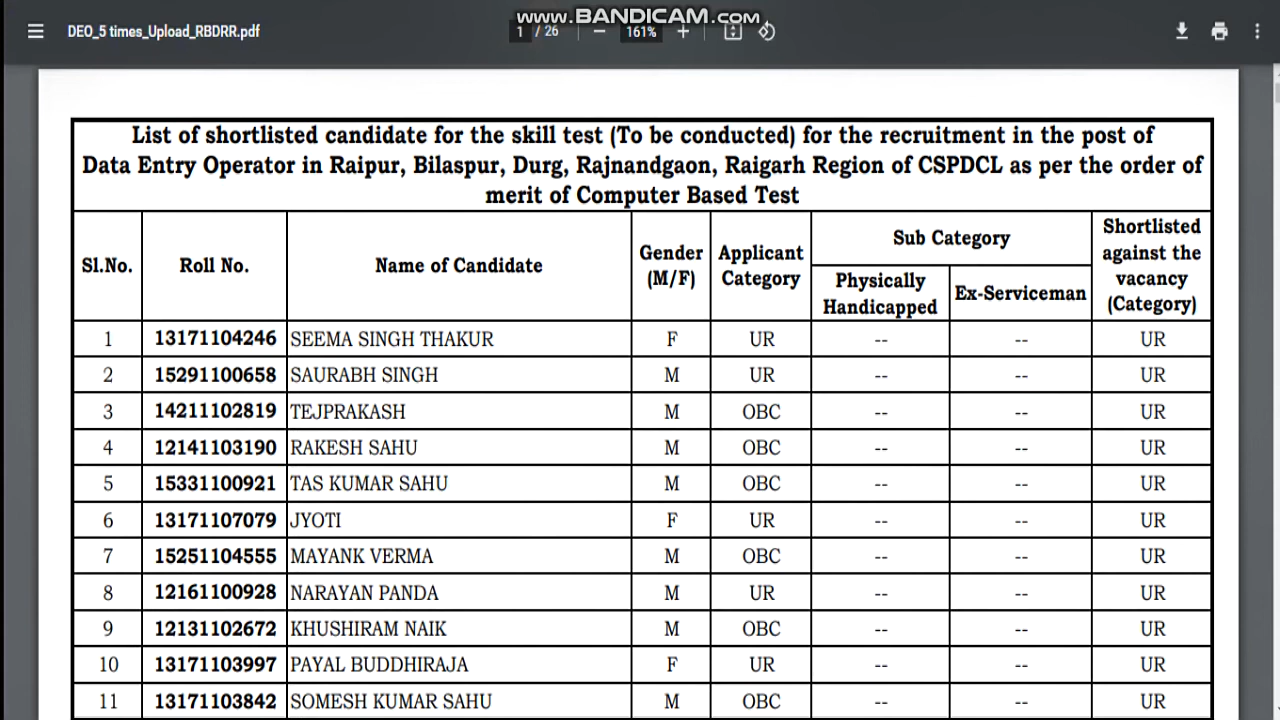 www.BANDICAM.com
DEO_5 times_Upload_RBDRR.pdf
1 / 26
161%
List of shortlisted candidate for the skill test (To be conducted) for the recruitment in the post of
Data Entry Operator in Raipur, Bilaspur, Durg, Rajnandgaon, Raigarh Region of CSPDCL as per the order of
merit of Computer Based Test
Sl.No. Roll No. Name of Candidate Gender (M/F) Applicant Category Sub Category Physically Handicapped Ex-Serviceman Shortlisted against the vacancy (Category)
1 13171104246 SEEMA SINGH THAKUR F UR -- -- UR
2 15291100658 SAURABH SINGH M UR -- -- UR
3 14211102819 TEJPRAKASH M OBC -- -- UR
4 12141103190 RAKESH SAHU M OBC -- -- UR
5 15331100921 TAS KUMAR SAHU M OBC -- -- UR
6 13171107079 JYOTI F UR -- -- UR
7 15251104555 MAYANK VERMA M OBC -- -- UR
8 12161100928 NARAYAN PANDA M UR -- -- UR
9 12131102672 KHUSHIRAM NAIK M OBC -- -- UR
10 13171103997 PAYAL BUDDHIRAJA F UR -- -- UR
11 13171103842 SOMESH KUMAR SAHU M OBC -- -- UR